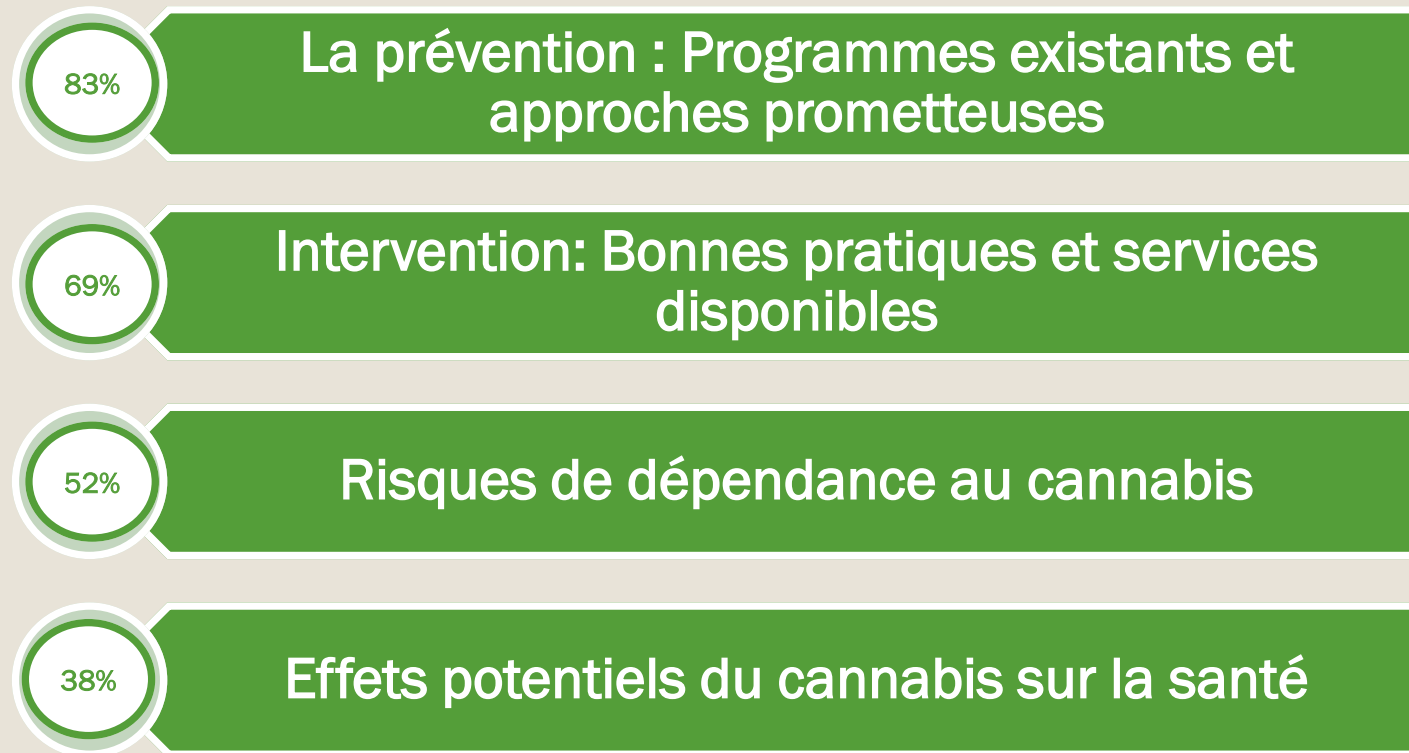 83%
La prévention : Programmes existants et
approches prometteuses
69%
Intervention: Bonnes pratiques et services
disponibles
52%
Risques de dépendance au cannabis
38%
Effets potentiels du cannabis sur la santé